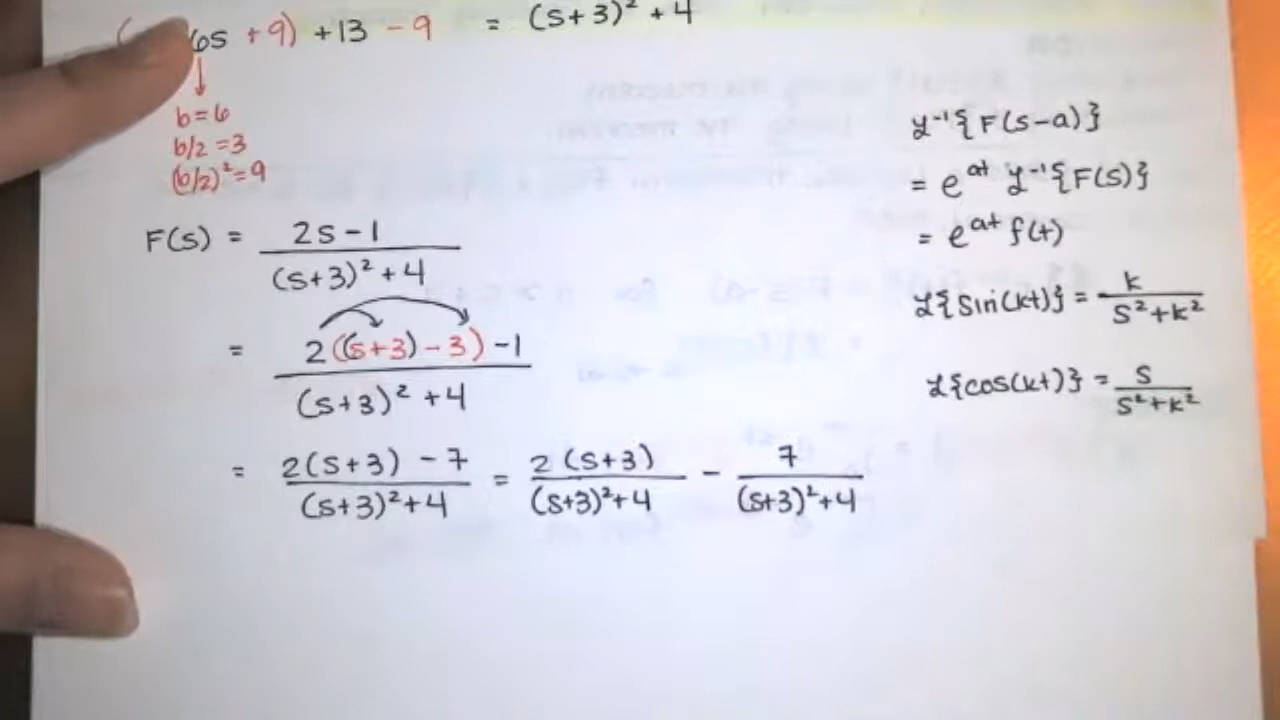 6s + 9) + 13 - 9 = (s+3)² + 4
b = 6
b/2 = 3
(b/2)² = 9
F(s) = 2s - 1 / (s+3)² + 4
= 2((s+3) - 3) - 1 / (s+3)² + 4
= 2(s+3) - 7 / (s+3)² + 4 = 2(s+3) / (s+3)² + 4 - 7 / (s+3)² + 4
ℒ⁻¹{F(s-a)}
= eᵃᵗ ℒ⁻¹{F(s)}
= eᵃᵗ f(t)
ℒ{sin(kt)} = k / s² + k²
ℒ{cos(kt)} = s / s² + k²